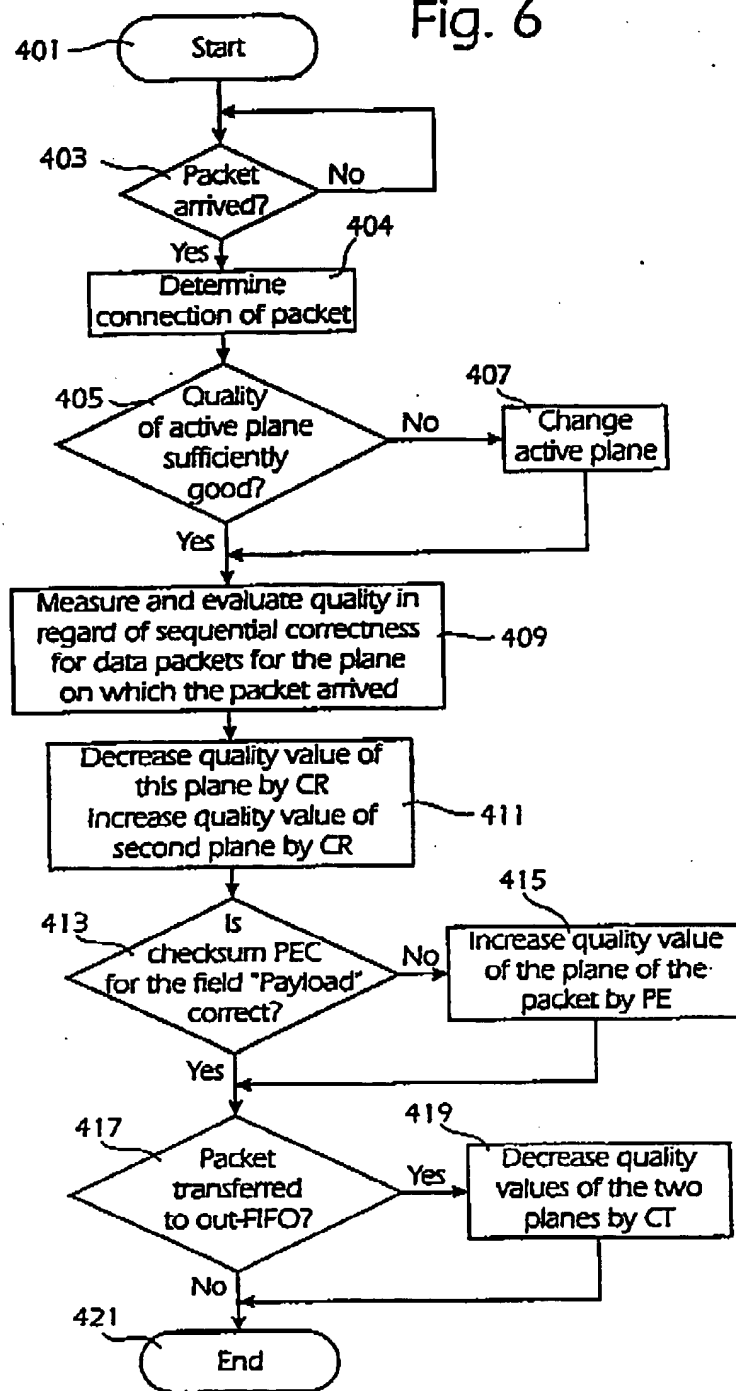 Fig. 6
401
Start
403
Packet
arrived?
No
Yes
404
Determine
connection of packet
405
Quality
of active plane
sufficiently
good?
No
407
Change
active plane
Yes
Measure and evaluate quality in
regard of sequential correctness
for data packets for the plane
on which the packet arrived
409
Decrease quality value of
this plane by CR
Increase quality value of
second plane by CR
411
413
Is
checksum PEC
for the field "Payload"
correct?
No
415
Increase quality value
of the plane of the
packet by PE
Yes
417
Packet
transferred
to out-FIFO?
Yes
419
Decrease quality
values of the two
planes by CT
No
421
End